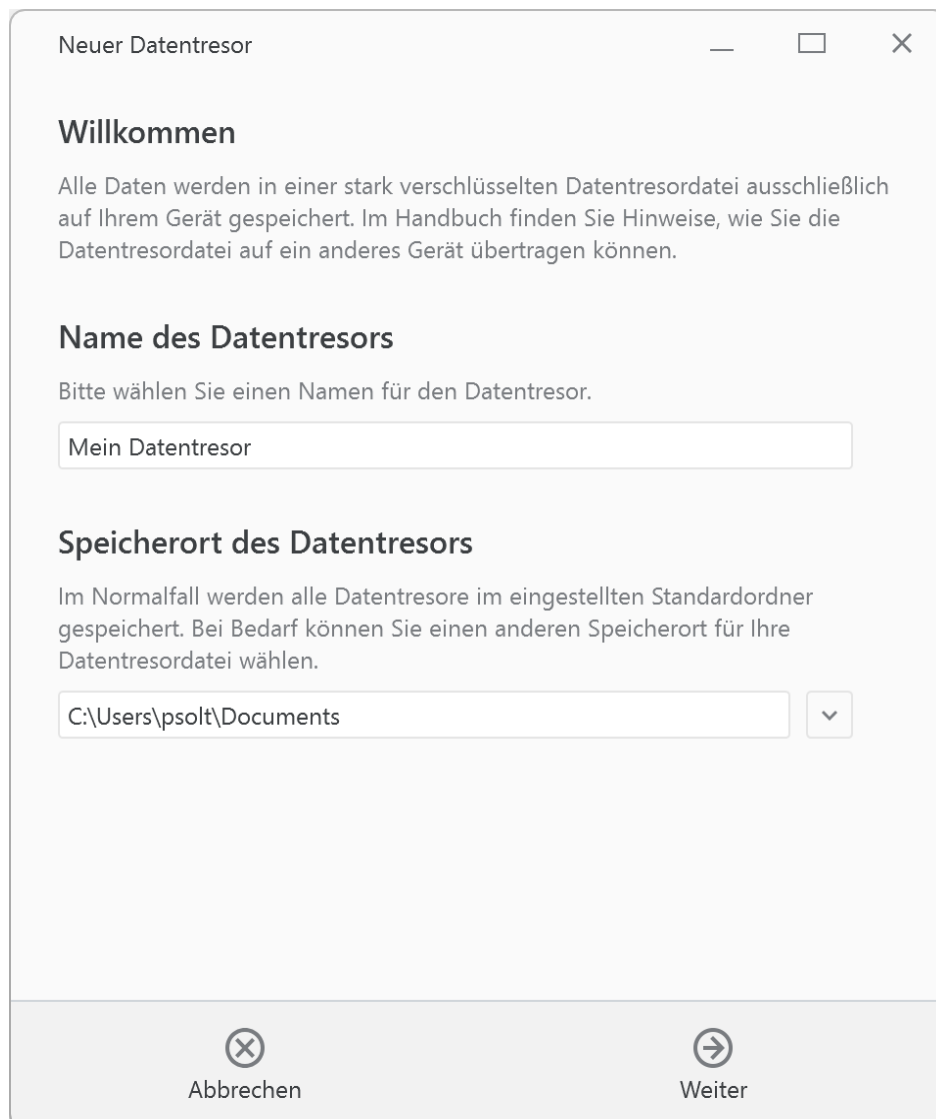 Neuer Datentresor
Willkommen
Alle Daten werden in einer stark verschlüsselten Datentresordatei ausschließlich
auf Ihrem Gerät gespeichert. Im Handbuch finden Sie Hinweise, wie Sie die
Datentresordatei auf ein anderes Gerät übertragen können.
Name des Datentresors
Bitte wählen Sie einen Namen für den Datentresor.
Mein Datentresor
Speicherort des Datentresors
Im Normalfall werden alle Datentresore im eingestellten Standardordner
gespeichert. Bei Bedarf können Sie einen anderen Speicherort für Ihre
Datentresordatei wählen.
C:\Users\psolt\Documents
Abbrechen
Weiter